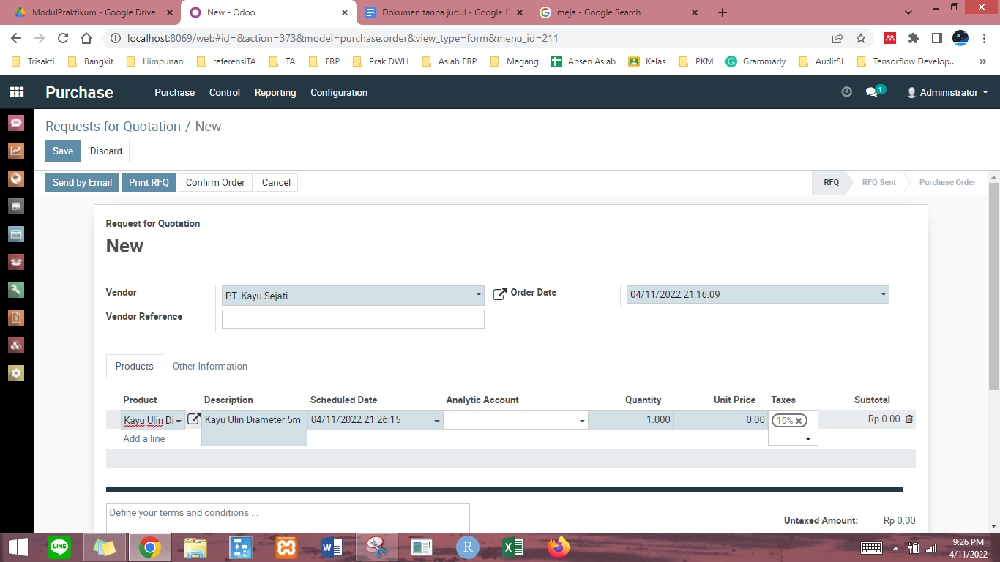 ModulPraktikum - Google Drive
New - Odoo
Dokumen tanpa judul - Google D
meja - Google Search
localhost:8069/web#id=&action=373&model=purchase.order&view_type=form&menu_id=211
Trisakti Bangkit Himpunan referensiTA TA ERP Prak DWH Aslab ERP Magang Absen Aslab Kelas PKM Grammarly AuditSI Tensorflow Develop... »
Purchase Purchase Control Reporting Configuration 1 Administrator
Requests for Quotation / New
Save Discard
Send by Email Print RFQ Confirm Order Cancel RFQ RFQ Sent Purchase Order
Request for Quotation
New
Vendor PT. Kayu Sejati Order Date 04/11/2022 21:16:09
Vendor Reference
Products Other Information
Product Description Scheduled Date Analytic Account Quantity Unit Price Taxes Subtotal
Kayu Ulin Di Kayu Ulin Diameter 5m 04/11/2022 21:26:15 1.000 0.00 10% Rp 0.00
Add a line
Define your terms and conditions ...
Untaxed Amount: Rp 0.00
LINE W R X
9:26 PM
4/11/2022